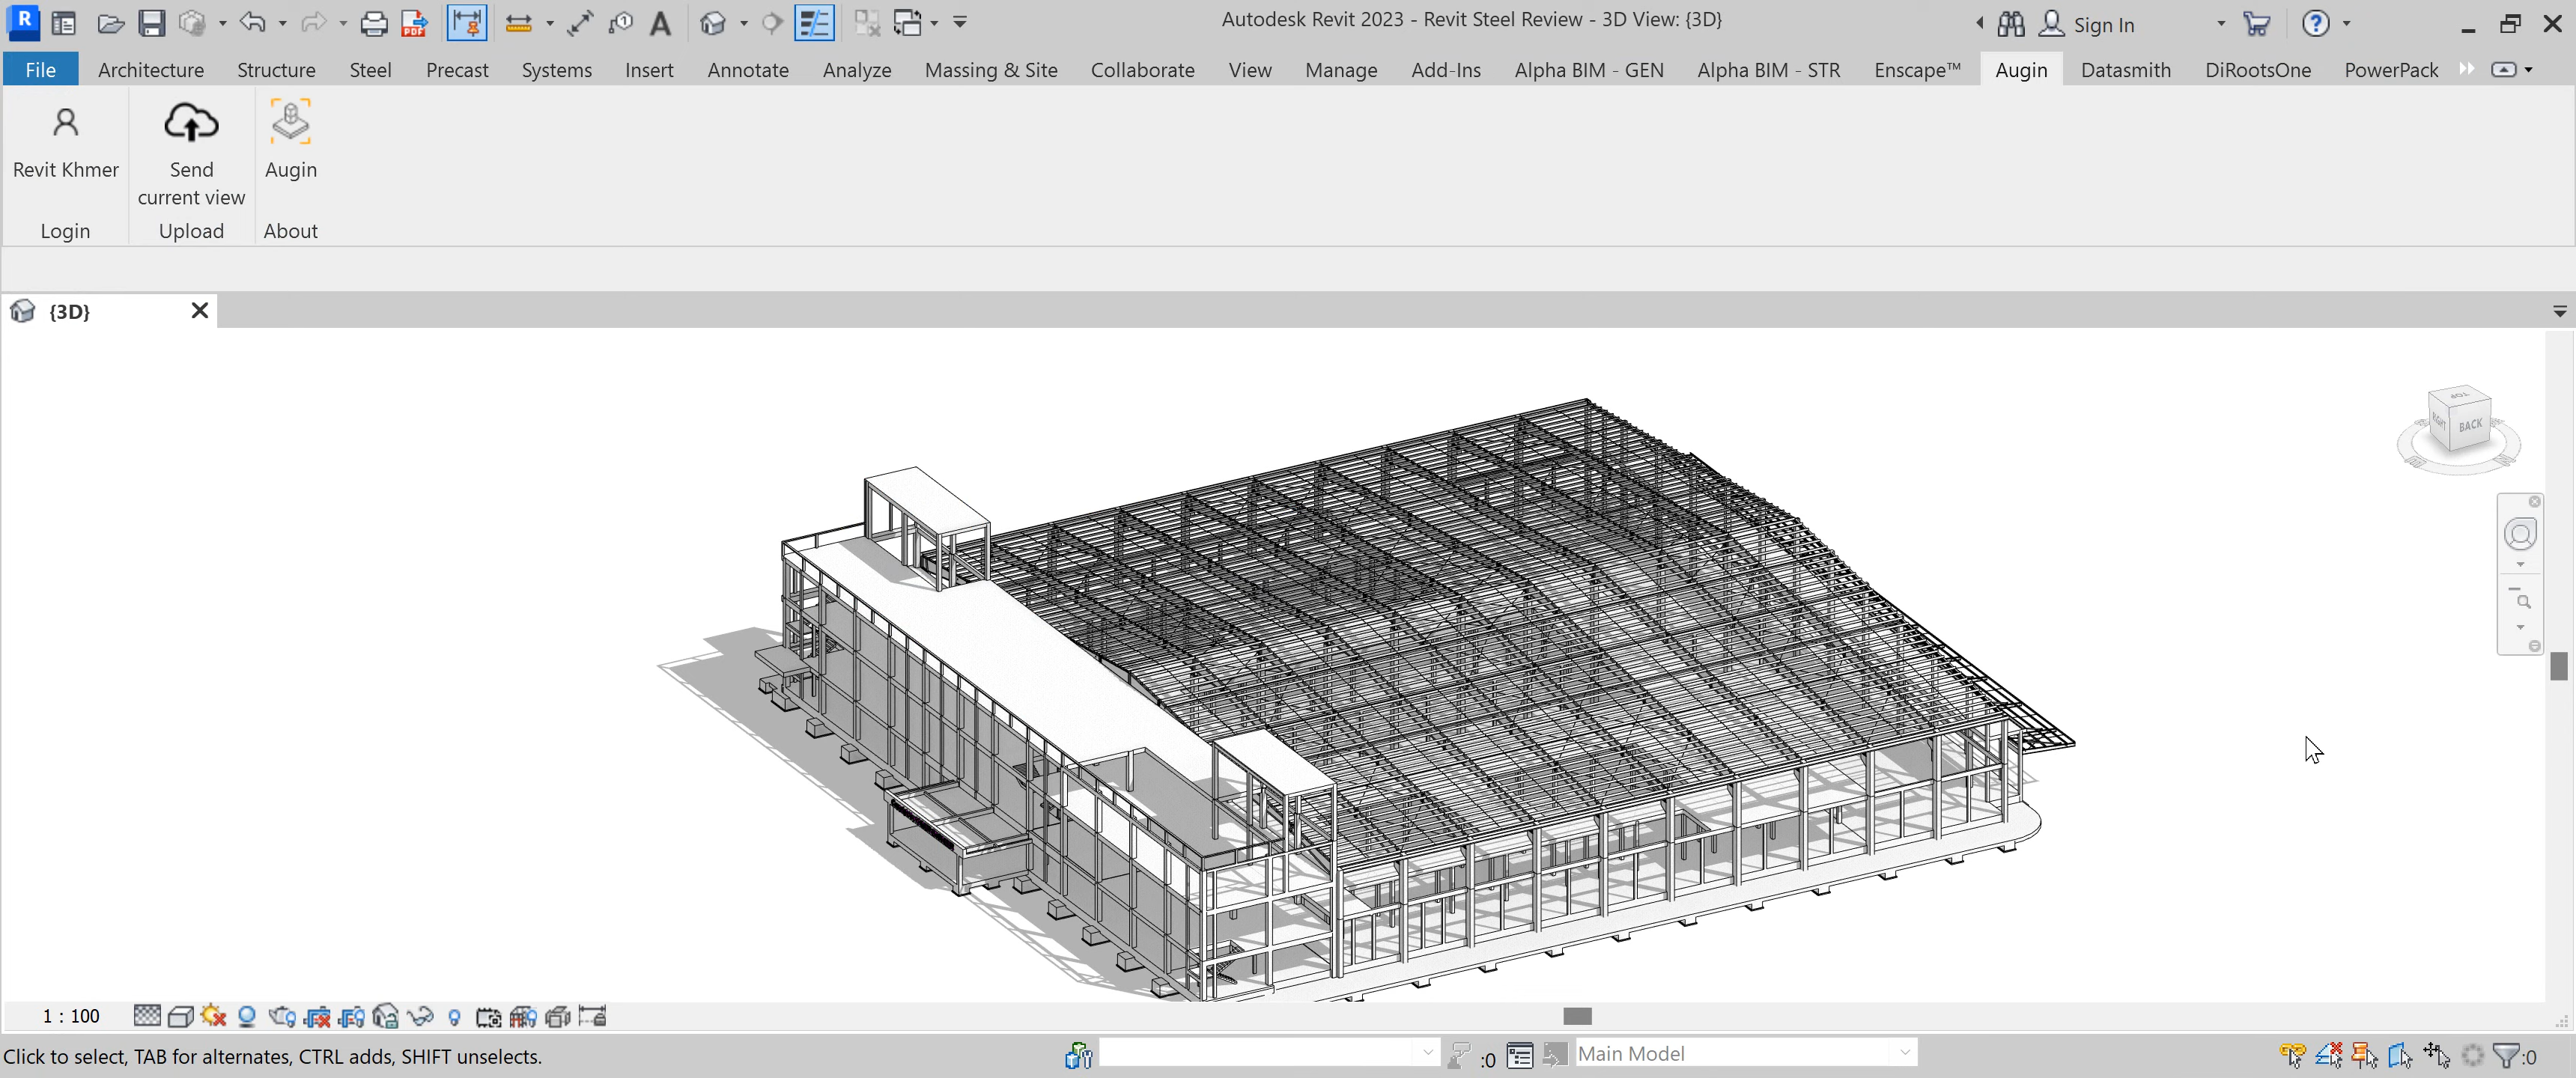 Autodesk Revit 2023 - Revit Steel Review - 3D View: {3D}
Sign In
File Architecture Structure Steel Precast Systems Insert Annotate Analyze Massing & Site Collaborate View Manage Add-Ins Alpha BIM - GEN Alpha BIM - STR Enscape™ Augin Datasmith DiRootsOne PowerPack
Revit Khmer
Login
Send
current view
Upload
Augin
About
{3D}
TOP
RIGHT
BACK
1 : 100
Click to select, TAB for alternates, CTRL adds, SHIFT unselects.
:0
Main Model
:0